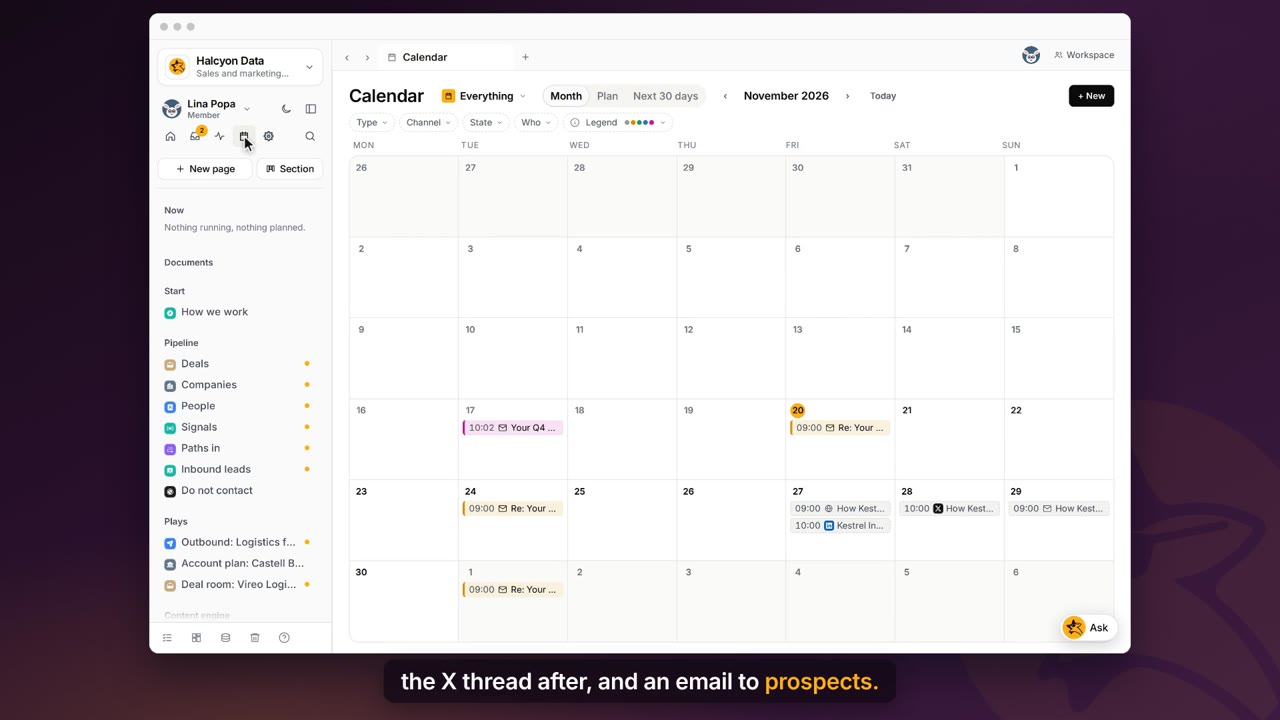 Halcyon Data
Sales and marketing...
Lina Popa
Member
2
+ New page
Section
Now
Nothing running, nothing planned.
Documents
Start
How we work
Pipeline
Deals
Companies
People
Signals
Paths in
Inbound leads
Do not contact
Plays
Outbound: Logistics f...
Account plan: Castell B...
Deal room: Vireo Logi...
Content engine
Calendar
+
Workspace
Calendar
Everything
Month Plan Next 30 days
November 2026
Today
+ New
Type Channel State Who Legend
MON TUE WED THU FRI SAT SUN
26 27 28 29 30 31 1
2 3 4 5 6 7 8
9 10 11 12 13 14 15
16 17 18 19 20 21 22
10:02 Your Q4 ...
09:00 Re: Your ...
23 24 25 26 27 28 29
09:00 Re: Your ...
09:00 How Kest...
10:00 X How Kest...
09:00 How Kest...
10:00 in Kestrel In...
30 1 2 3 4 5 6
09:00 Re: Your ...
Ask
the X thread after, and an email to prospects.